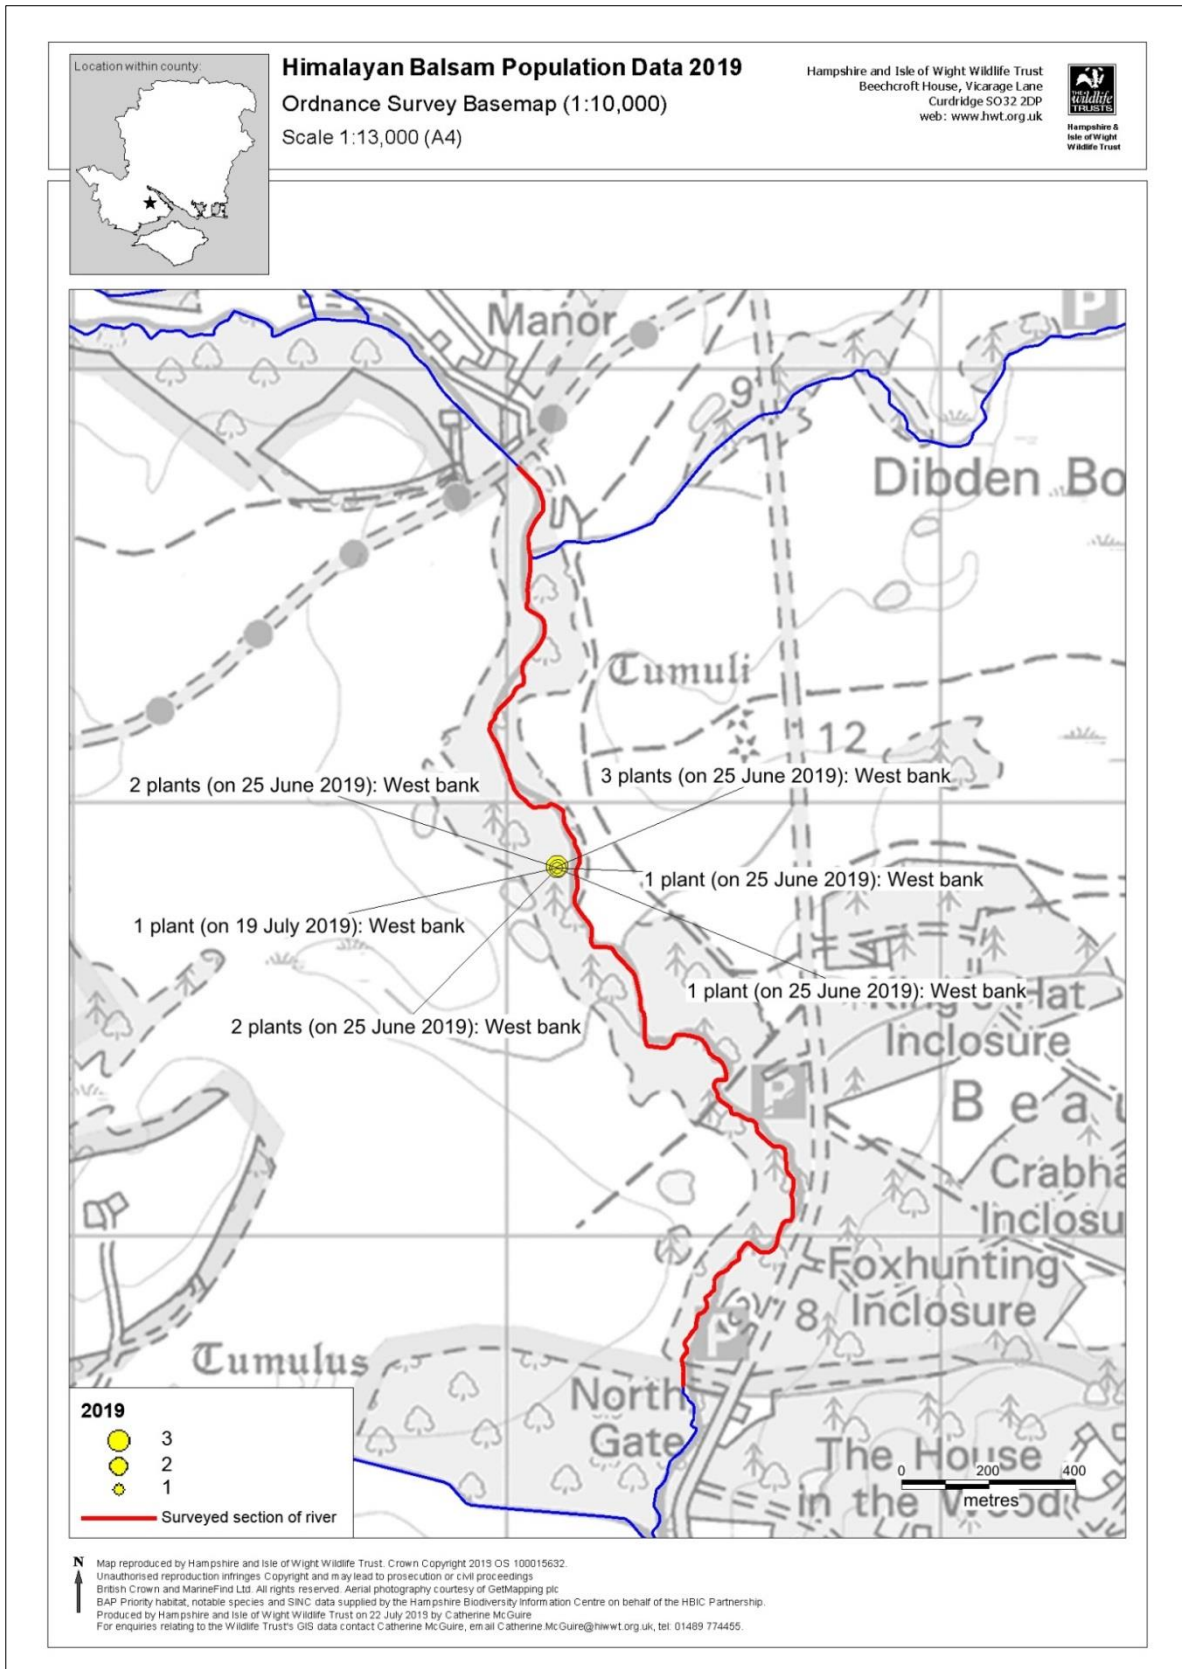 Location within county:
Himalayan Balsam Population Data 2019
Ordnance Survey Basemap (1:10,000)
Scale 1:13,000 (A4)
Hampshire and Isle of Wight Wildlife Trust
Beechcroft House, Vicarage Lane
Curdridge SO32 2DP
web: www.hwt.org.uk
THE
wildlife
TRUSTS
Hampshire &
Isle of Wight
Wildlife Trust
Manor
P
9
Dibden Bo
Tumuli
12
2 plants (on 25 June 2019): West bank
3 plants (on 25 June 2019): West bank
1 plant (on 25 June 2019): West bank
1 plant (on 19 July 2019): West bank
1 plant (on 25 June 2019): West bank
2 plants (on 25 June 2019): West bank
King's Hat
Inclosure
P
Beau
Crabha
Inclosu
Foxhunting
Inclosure
8
P
Tumulus
North
Gate
The House
in the Wood
2019
3
2
1
Surveyed section of river
0 200 400
metres
N
Map reproduced by Hampshire and Isle of Wight Wildlife Trust. Crown Copyright 2019 OS 100015632.
Unauthorised reproduction infringes Copyright and may lead to prosecution or civil proceedings
British Crown and MarineFind Ltd. All rights reserved. Aerial photography courtesy of GetMapping plc
BAP Priority habitat, notable species and SINC data supplied by the Hampshire Biodiversity Information Centre on behalf of the HBIC Partnership.
Produced by Hampshire and Isle of Wight Wildlife Trust on 22 July 2019 by Catherine McGuire
For enquiries relating to the Wildlife Trust's GIS data contact Catherine McGuire, email Catherine.McGuire@hiwwt.org.uk, tel: 01489 774455.